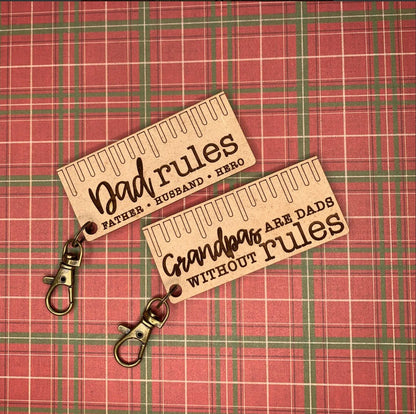 Dad rules
FATHER • HUSBAND • HERO
Grandpas ARE DADS
WITHOUT rules